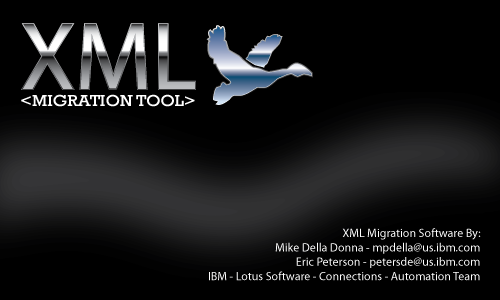 XML
<MIGRATION TOOL>
XML Migration Software By:
Mike Della Donna - mpdella@us.ibm.com
Eric Peterson - petersde@us.ibm.com
IBM - Lotus Software - Connections - Automation Team